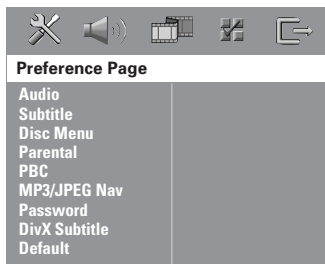 Preference Page
Audio
Subtitle
Disc Menu
Parental
PBC
MP3/JPEG Nav
Password
DivX Subtitle
Default